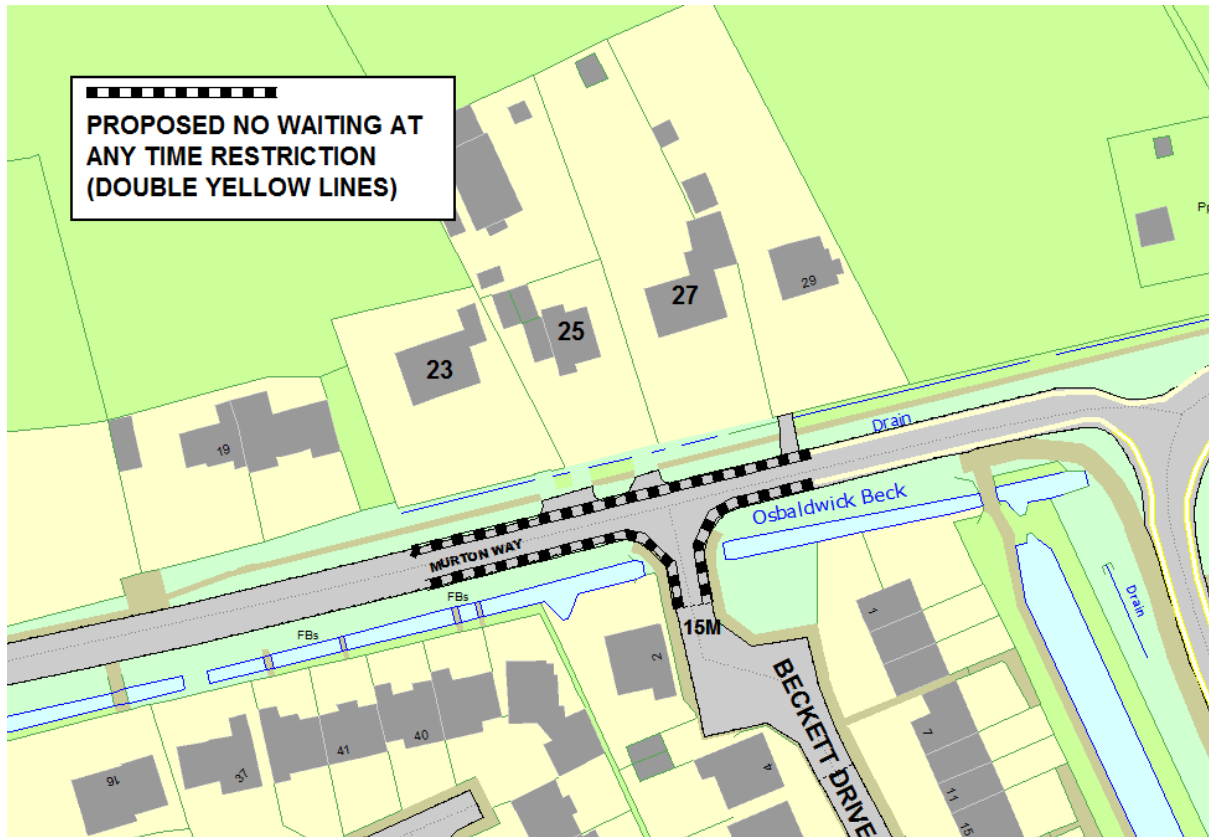 PROPOSED NO WAITING AT
ANY TIME RESTRICTION
(DOUBLE YELLOW LINES)
27
29
25
23
19
Drain
Osbaldwick Beck
MURTON WAY
FBs
FBs
15M
Drain
1
2
BECKETT DRIVE
7
40
41
37
16
4
11
15